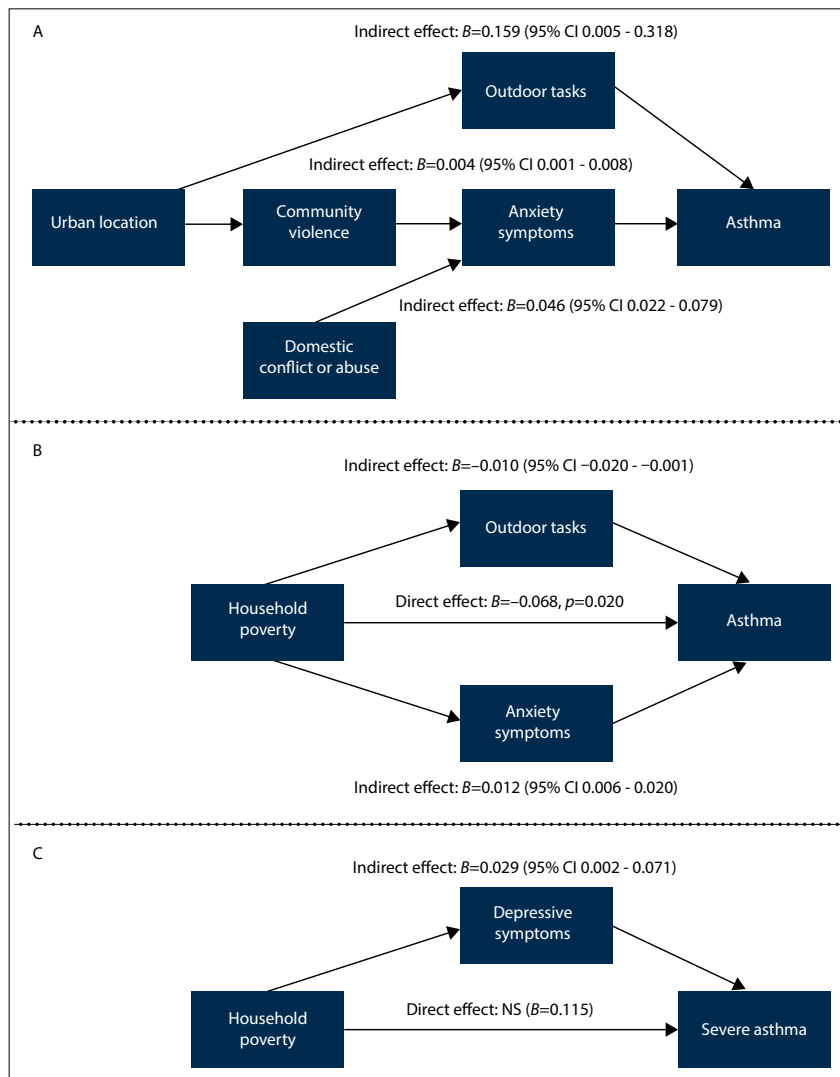 A
Indirect effect: B=0.159 (95% CI 0.005 - 0.318)
Outdoor tasks
Indirect effect: B=0.004 (95% CI 0.001 - 0.008)
Urban location
Community
violence
Anxiety
symptoms
Asthma
Indirect effect: B=0.046 (95% CI 0.022 - 0.079)
Domestic
conflict or abuse
B
Indirect effect: B=–0.010 (95% CI −0.020 - −0.001)
Outdoor tasks
Household
poverty
Direct effect: B=–0.068, p=0.020
Asthma
Anxiety
symptoms
Indirect effect: B=0.012 (95% CI 0.006 - 0.020)
C
Indirect effect: B=0.029 (95% CI 0.002 - 0.071)
Depressive
symptoms
Household
poverty
Direct effect: NS (B=0.115)
Severe asthma